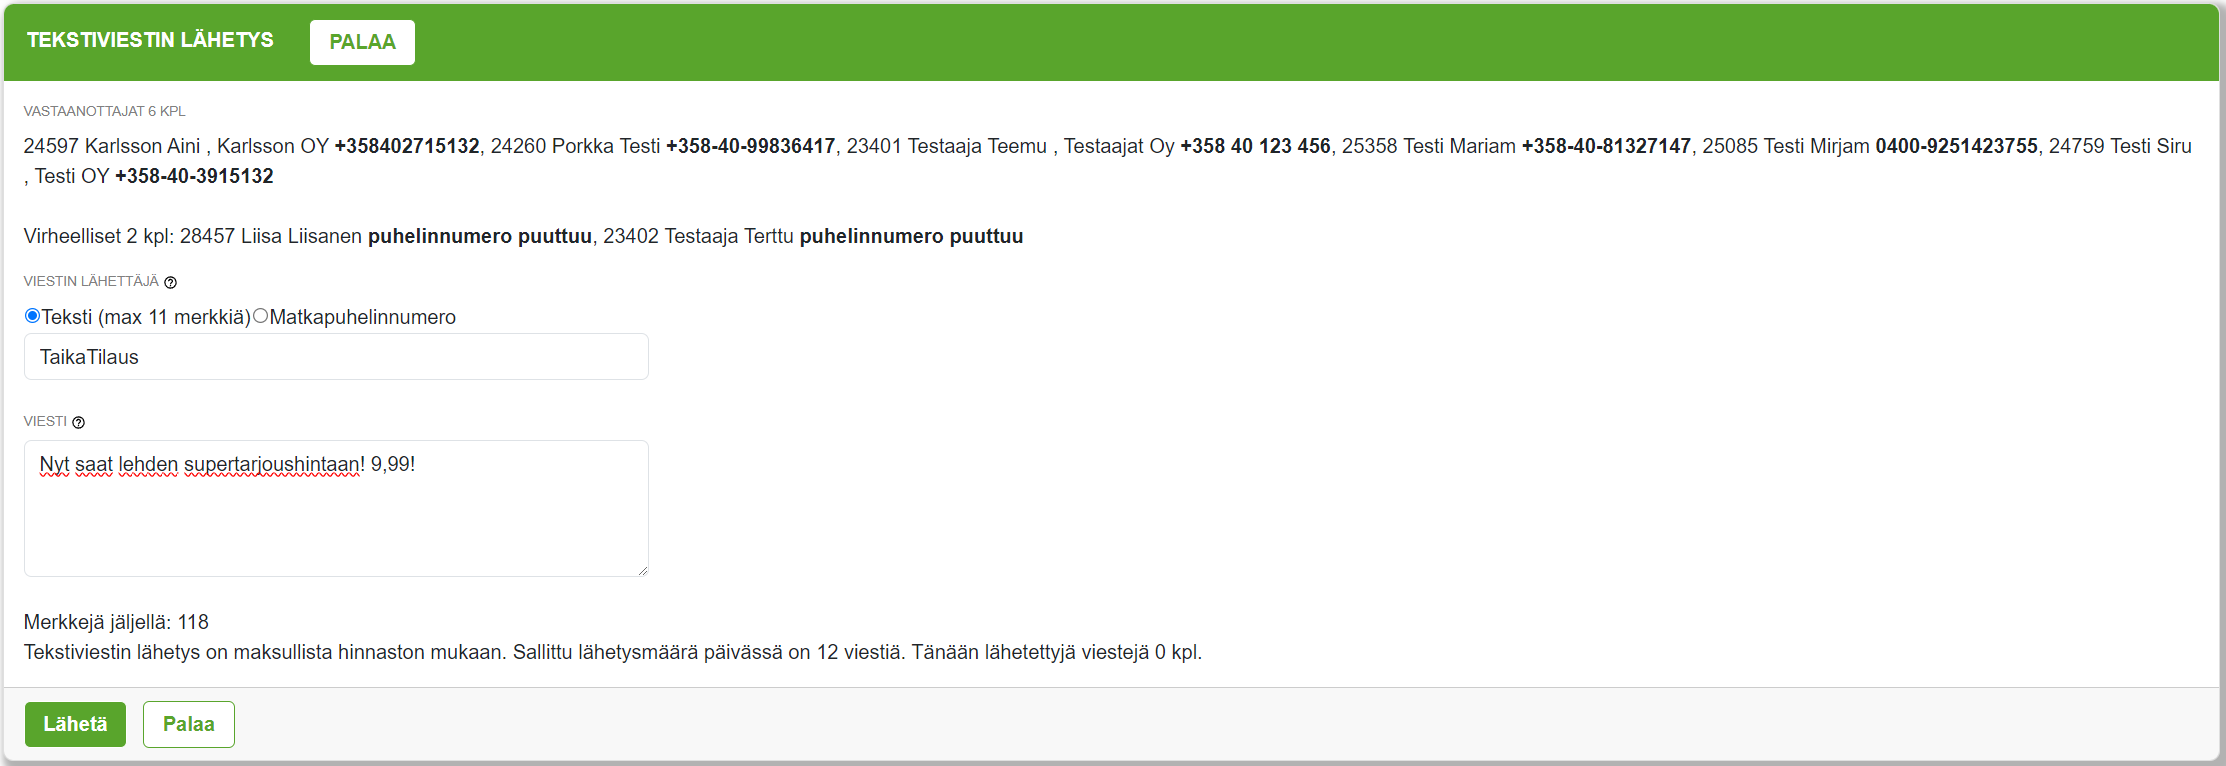 TEKSTIVIESTIN LÄHETYS PALAA
VASTAANOTTAJAT 6 KPL
24597 Karlsson Aini , Karlsson OY +358402715132, 24260 Porkka Testi +358-40-99836417, 23401 Testaaja Teemu , Testaajat Oy +358 40 123 456, 25358 Testi Mariam +358-40-81327147, 25085 Testi Mirjam 0400-9251423755, 24759 Testi Siru
, Testi OY +358-40-3915132
Virheelliset 2 kpl: 28457 Liisa Liisanen puhelinnumero puuttuu, 23402 Testaaja Terttu puhelinnumero puuttuu
VIESTIN LÄHETTÄJÄ
Teksti (max 11 merkkiä) Matkapuhelinnumero
TaikaTilaus
VIESTI
Nyt saat lehden supertarjoushintaan! 9,99!
Merkkejä jäljellä: 118
Tekstiviestin lähetys on maksullista hinnaston mukaan. Sallittu lähetysmäärä päivässä on 12 viestiä. Tänään lähetettyjä viestejä 0 kpl.
Lähetä Palaa